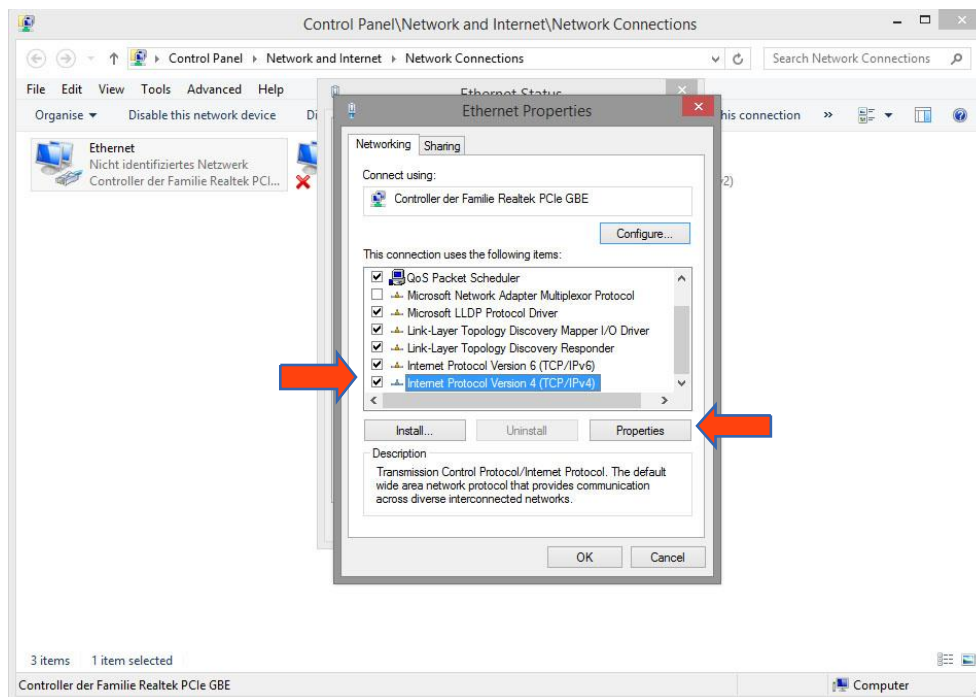 Control Panel\Network and Internet\Network Connections
Control Panel Network and Internet Network Connections
Search Network Connections
File Edit View Tools Advanced Help
Ethernet Status
Organise Disable this network device Di
his connection »
Ethernet Properties
Ethernet
Nicht identifiziertes Netzwerk
Controller der Familie Realtek PCI...
2)
Networking Sharing
Connect using:
Controller der Familie Realtek PCIe GBE
Configure...
This connection uses the following items:
QoS Packet Scheduler
Microsoft Network Adapter Multiplexor Protocol
Microsoft LLDP Protocol Driver
Link-Layer Topology Discovery Mapper I/O Driver
Link-Layer Topology Discovery Responder
Internet Protocol Version 6 (TCP/IPv6)
Internet Protocol Version 4 (TCP/IPv4)
Install... Uninstall Properties
Description
Transmission Control Protocol/Internet Protocol. The default
wide area network protocol that provides communication
across diverse interconnected networks.
OK Cancel
3 items 1 item selected
Controller der Familie Realtek PCIe GBE
Computer